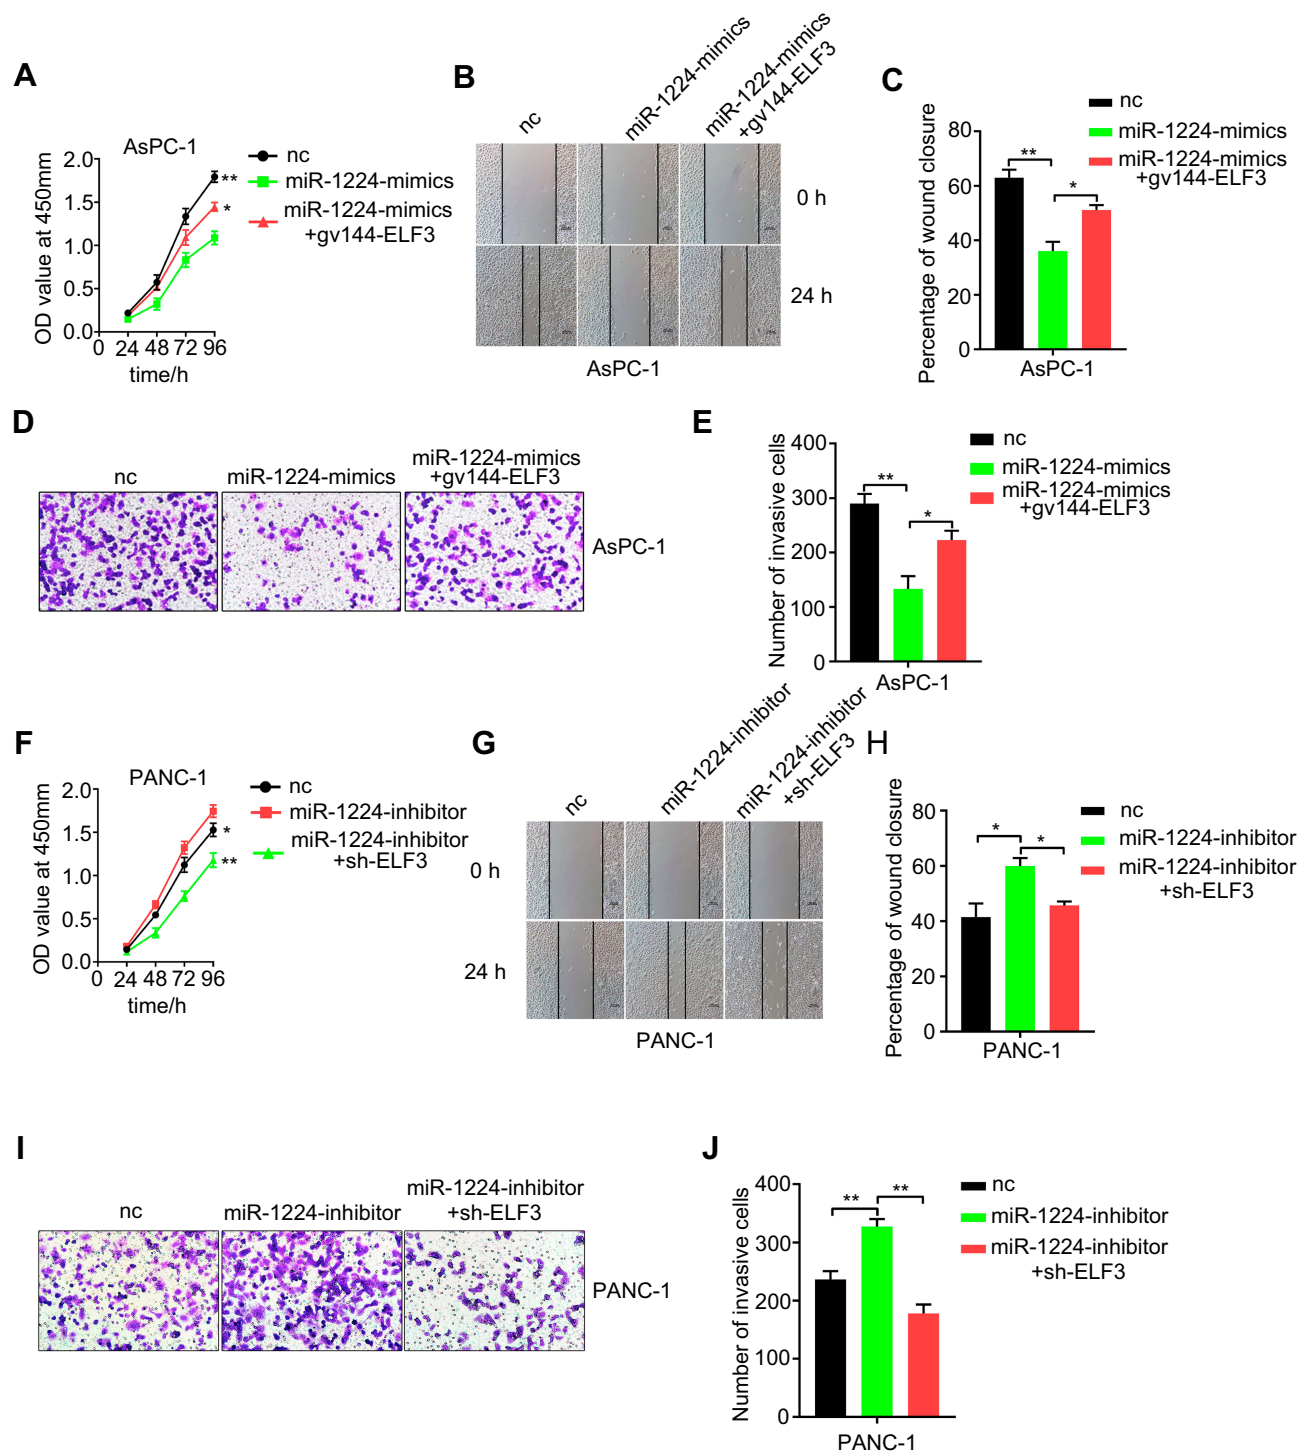 A
AsPC-1
OD value at 450mm
2.0
1.5
1.0
0.5
0.0
0 24 48 72 96
time/h
**
*
nc
miR-1224-mimics
miR-1224-mimics
+gv144-ELF3
B
nc
miR-1224-mimics
miR-1224-mimics
+gv144-ELF3
0 h
24 h
AsPC-1
C
Percentage of wound closure
80
60
40
20
0
**
*
AsPC-1
nc
miR-1224-mimics
miR-1224-mimics
+gv144-ELF3
D
nc
miR-1224-mimics
miR-1224-mimics
+gv144-ELF3
AsPC-1
E
Number of invasive cells
400
300
200
100
0
**
*
AsPC-1
nc
miR-1224-mimics
miR-1224-mimics
+gv144-ELF3
F
PANC-1
OD value at 450mm
2.0
1.5
1.0
0.5
0.0
0 24 48 72 96
time/h
*
**
nc
miR-1224-inhibitor
miR-1224-inhibitor
+sh-ELF3
G
nc
miR-1224-inhibitor
miR-1224-inhibitor
+sh-ELF3
0 h
24 h
PANC-1
H
Percentage of wound closure
80
60
40
20
0
*
*
PANC-1
nc
miR-1224-inhibitor
miR-1224-inhibitor
+sh-ELF3
I
nc
miR-1224-inhibitor
miR-1224-inhibitor
+sh-ELF3
PANC-1
J
Number of invasive cells
400
300
200
100
0
**
**
PANC-1
nc
miR-1224-inhibitor
miR-1224-inhibitor
+sh-ELF3